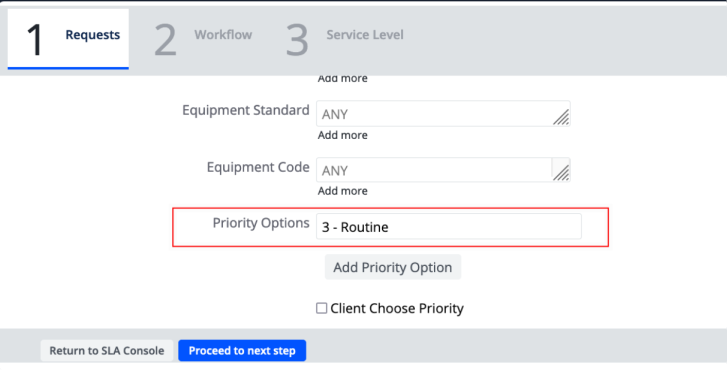 1 Requests 2 Workflow 3 Service Level
Add more
Equipment Standard ANY
Add more
Equipment Code ANY
Add more
Priority Options 3 - Routine
Add Priority Option
Client Choose Priority
Return to SLA Console Proceed to next step